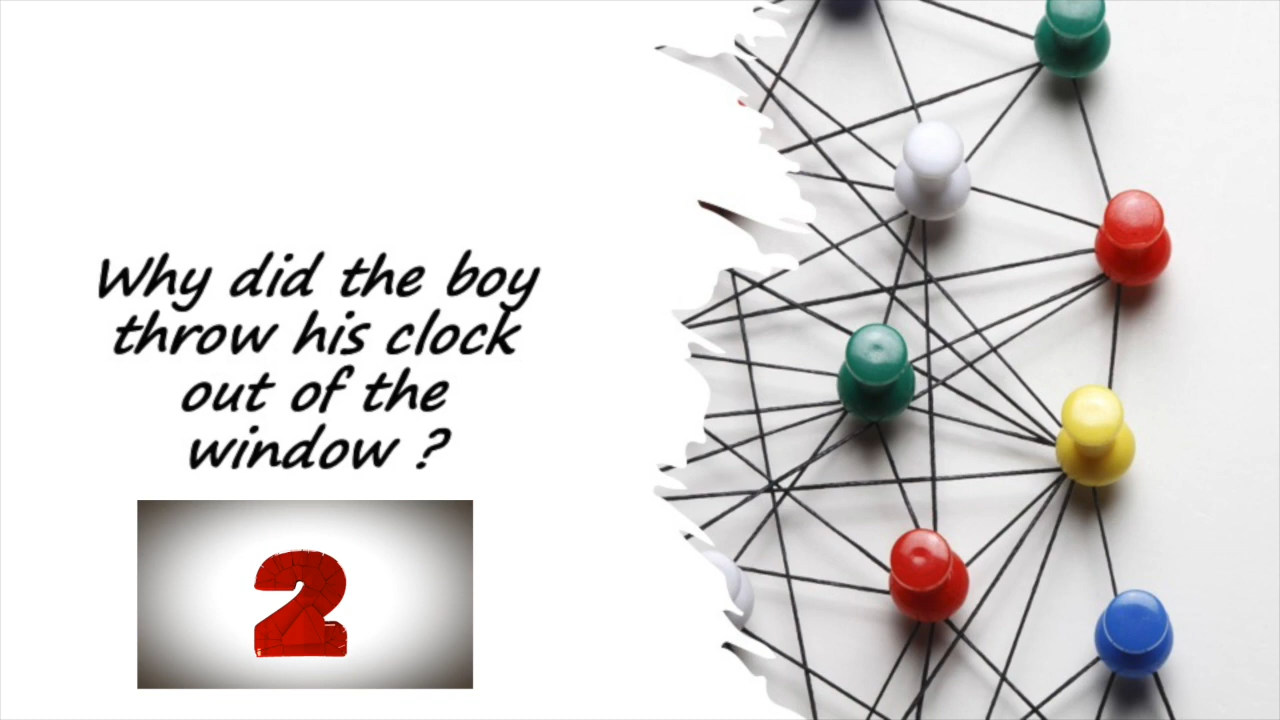 Why did the boy
throw his clock
out of the
window ?
2